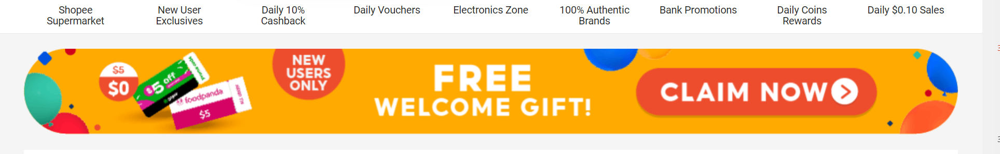 Shopee
Supermarket
New User
Exclusives
Daily 10%
Cashback
Daily Vouchers
Electronics Zone
100% Authentic
Brands
Bank Promotions
Daily Coins
Rewards
Daily $0.10 Sales
$5
$0
$5 off
foodpanda
$5
NEW
USERS
ONLY
FREE
WELCOME GIFT!
CLAIM NOW